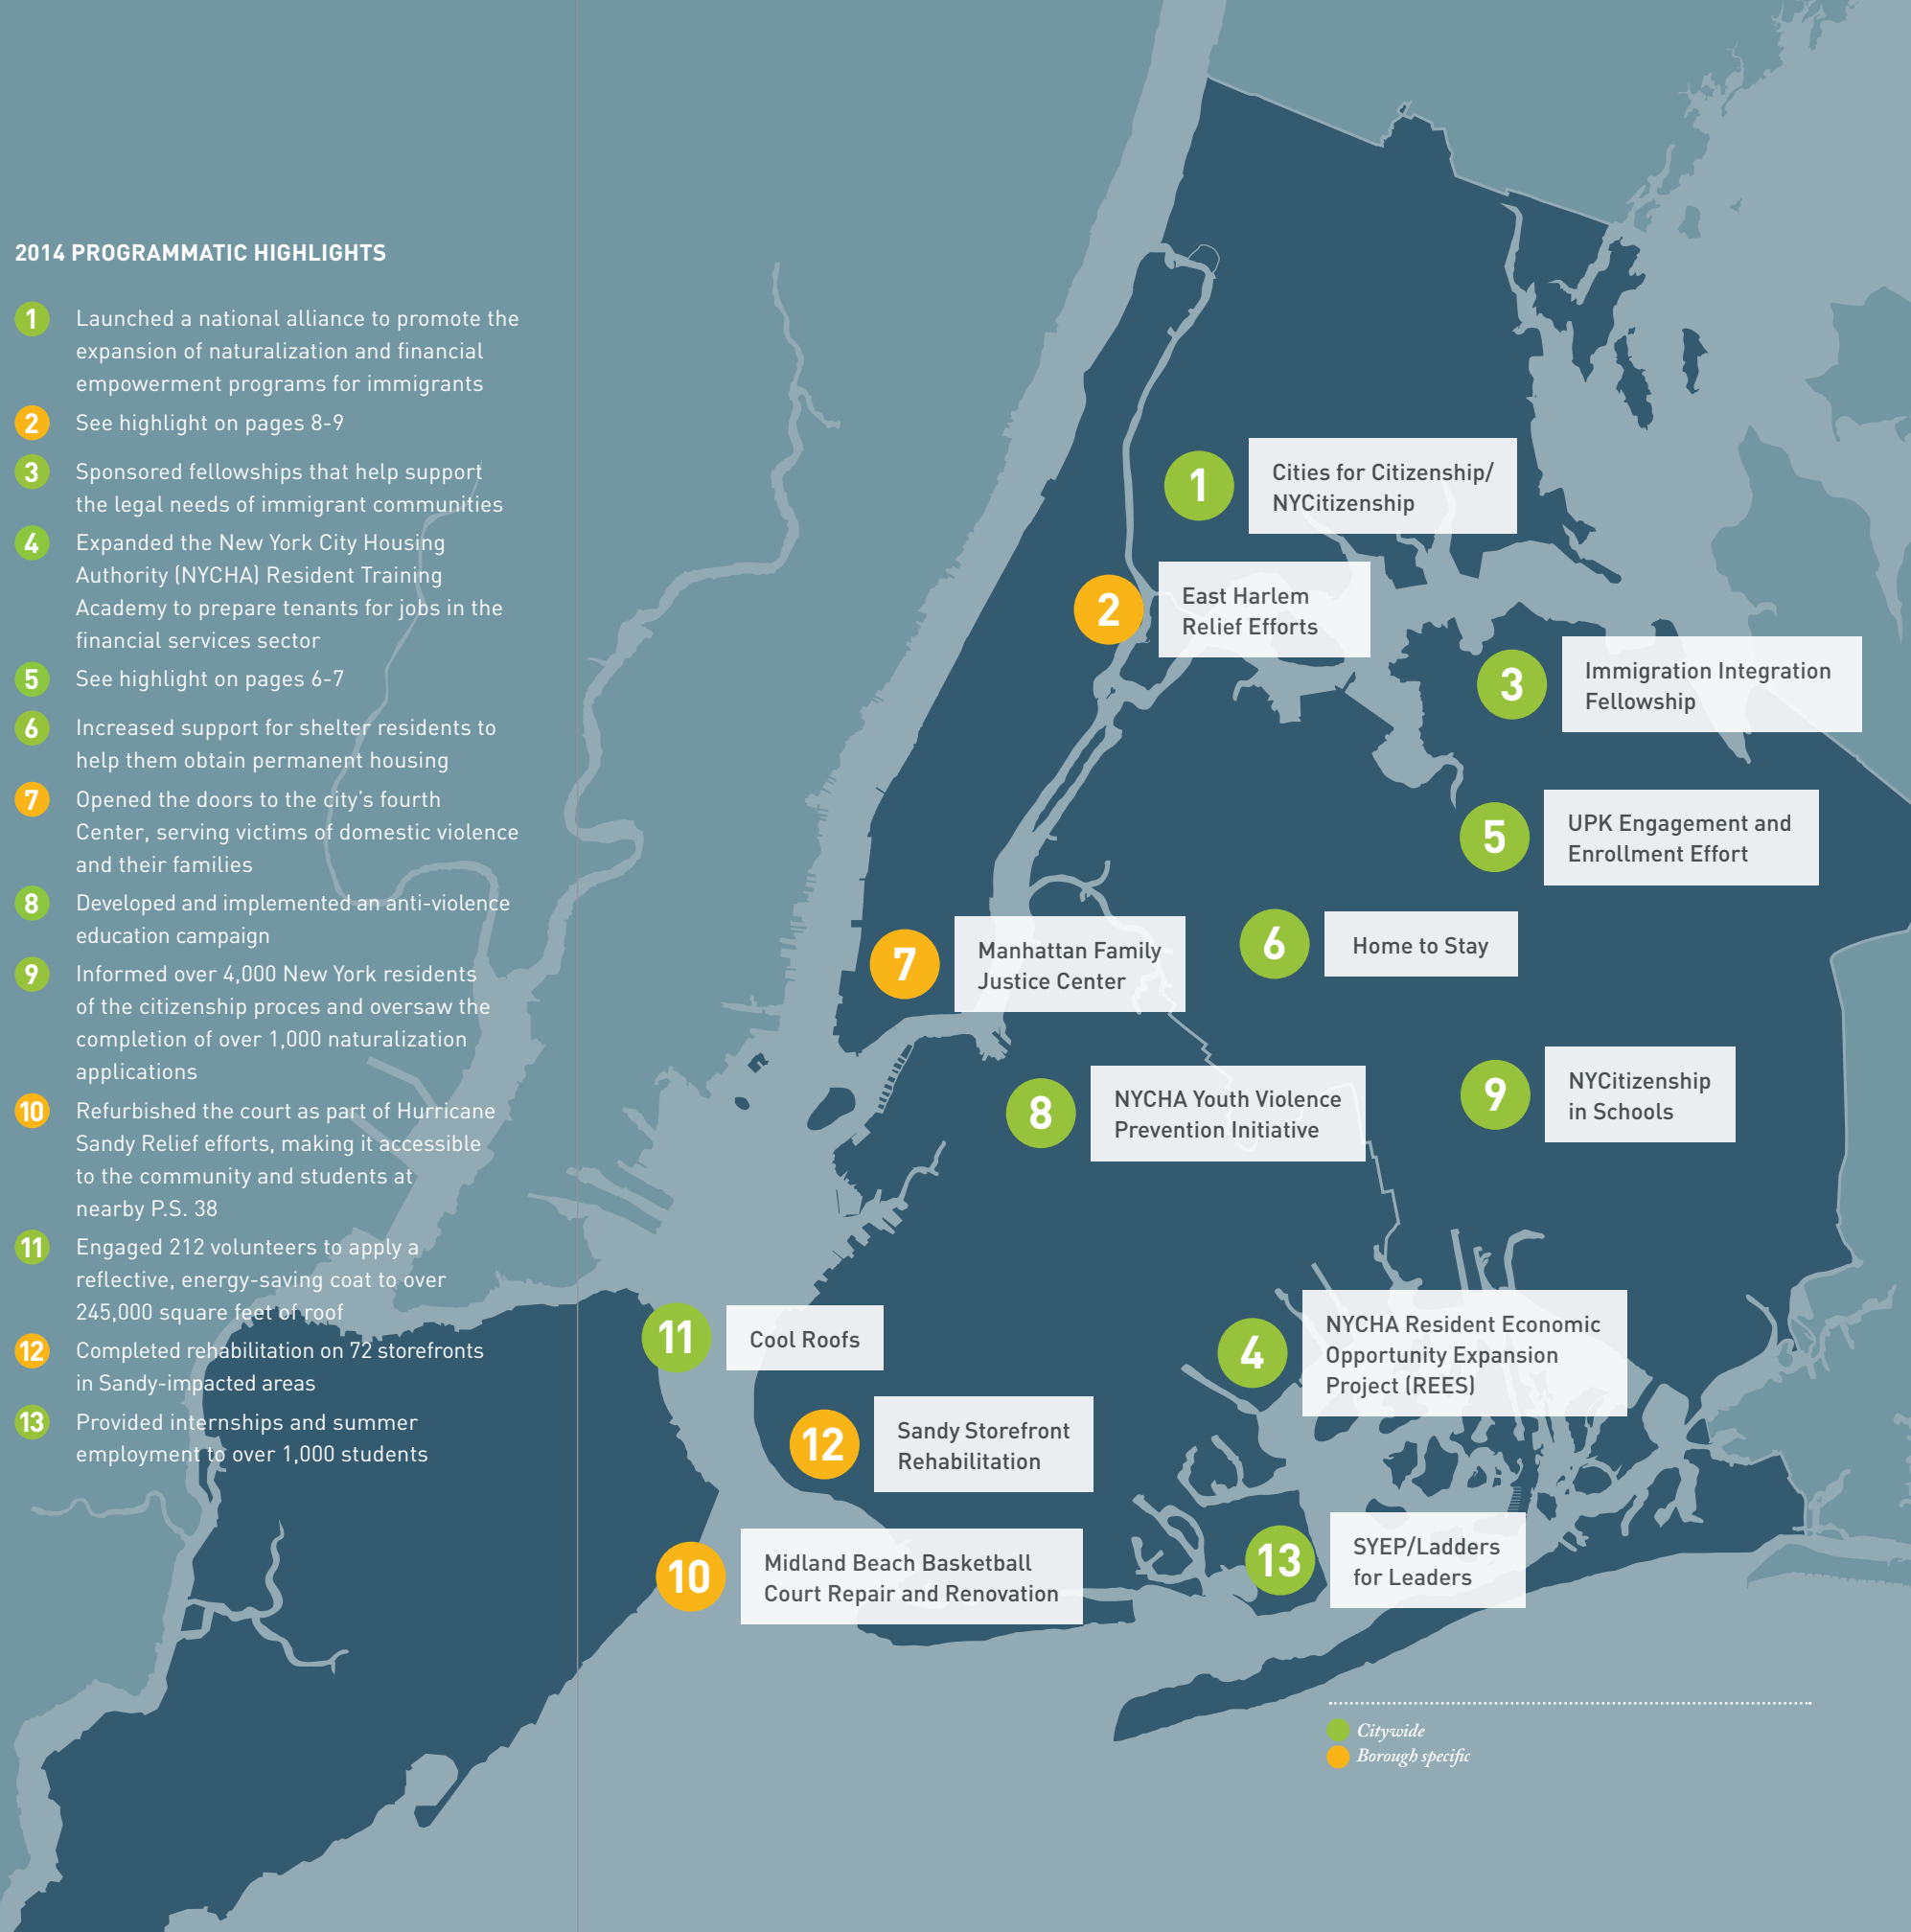 2014 PROGRAMMATIC HIGHLIGHTS
1 Launched a national alliance to promote the
expansion of naturalization and financial
empowerment programs for immigrants
2 See highlight on pages 8-9
3 Sponsored fellowships that help support
the legal needs of immigrant communities
4 Expanded the New York City Housing
Authority (NYCHA) Resident Training
Academy to prepare tenants for jobs in the
financial services sector
5 See highlight on pages 6-7
6 Increased support for shelter residents to
help them obtain permanent housing
7 Opened the doors to the city’s fourth
Center, serving victims of domestic violence
and their families
8 Developed and implemented an anti-violence
education campaign
9 Informed over 4,000 New York residents
of the citizenship proces and oversaw the
completion of over 1,000 naturalization
applications
10 Refurbished the court as part of Hurricane
Sandy Relief efforts, making it accessible
to the community and students at
nearby P.S. 38
11 Engaged 212 volunteers to apply a
reflective, energy-saving coat to over
245,000 square feet of roof
12 Completed rehabilitation on 72 storefronts
in Sandy-impacted areas
13 Provided internships and summer
employment to over 1,000 students
1 Cities for Citizenship/
NYCitizenship
2 East Harlem
Relief Efforts
3 Immigration Integration
Fellowship
5 UPK Engagement and
Enrollment Effort
7 Manhattan Family
Justice Center
6 Home to Stay
8 NYCHA Youth Violence
Prevention Initiative
9 NYCitizenship
in Schools
11 Cool Roofs
4 NYCHA Resident Economic
Opportunity Expansion
Project (REES)
12 Sandy Storefront
Rehabilitation
10 Midland Beach Basketball
Court Repair and Renovation
13 SYEP/Ladders
for Leaders
Citywide
Borough specific